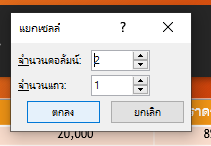 แยกเซลล์ ? ×
จำนวนคอลัมน์: 2
จำนวนแถว: 1
ตกลง ยกเลิก
20,000